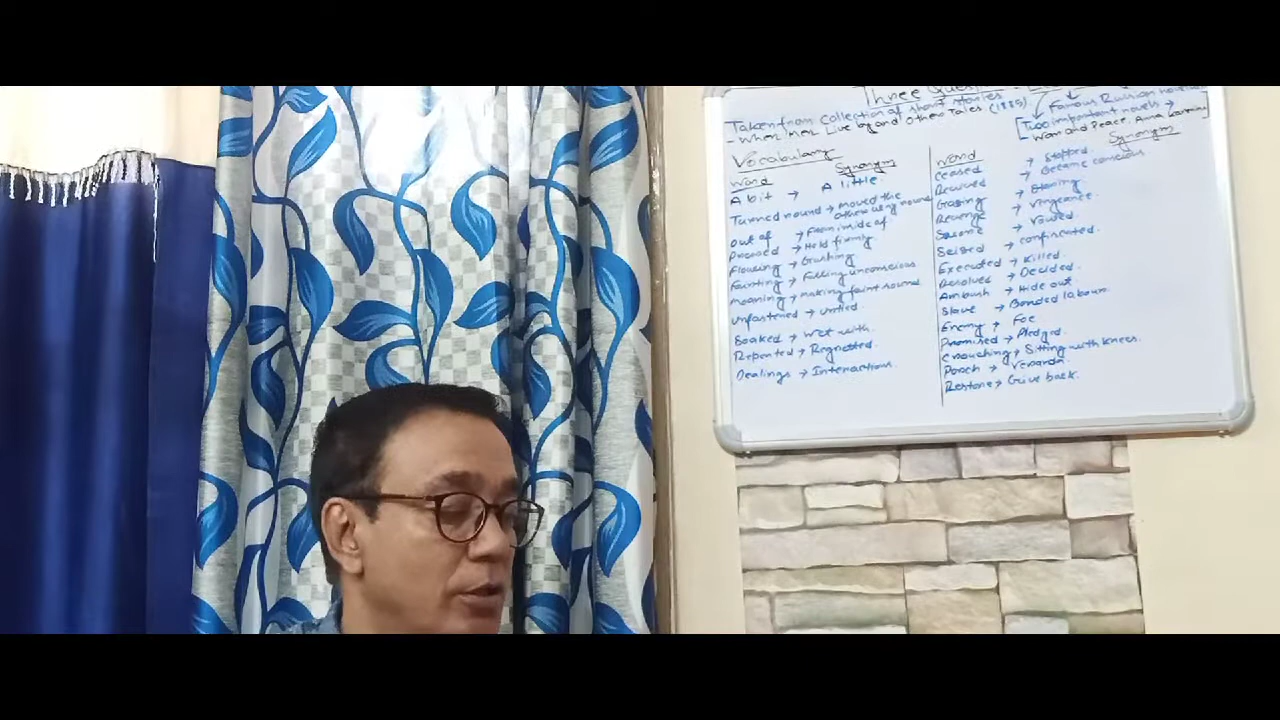 Three
Taken from Collection of short stories (1885)
Famous Russian
- When Men Live by and Other Tales
[Two important novels →
War and Peace, Anna Karenina]
Vocabulary
Word Synonym
A bit → A little
Turned round → moved the other way round
Out of → From inside of
Pressed → Held firmly
Flowing → Gushing
Fainting → Falling unconscious
Moaning → Making faint sound
Unfastened → untied
Soaked → wet with
Repented → Regretted.
Dealings → Interactions.
Word Synonym
Ceased → Stopped.
Revived → Became conscious
Gazing → Staring
Revenge → Vengeance.
Swore → Vowed.
Seized → confiscated.
Executed → Killed.
Resolved → Decided.
Ambush → Hide out
Slave → Bonded labour.
Enemy → Foe
Promised → Pledged.
Crouching → Sitting with knees.
Porch → Veranda.
Restore → Give back.